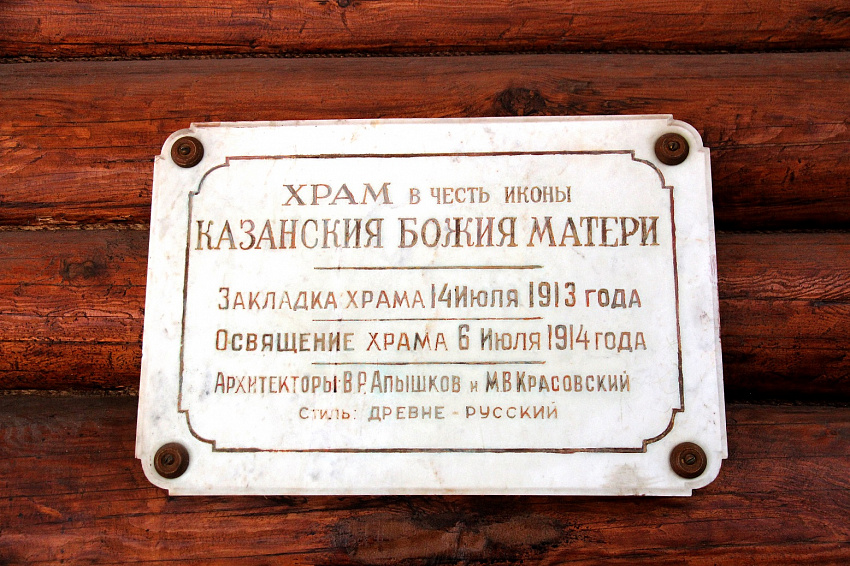 ХРАМ В ЧЕСТЬ ИКОНЫ
КАЗАНСКИЯ БОЖИЯ МАТЕРИ
ЗАКЛАДКА ХРАМА 14 ИЮЛЯ 1913 ГОДА
ОСВЯЩЕНИЕ ХРАМА 6 ИЮЛЯ 1914 ГОДА
АРХИТЕКТОРЫ: В.Р. АПЫШКОВ И М.В КРАСОВСКИЙ
СТИЛЬ: ДРЕВНЕ - РУССКИЙ